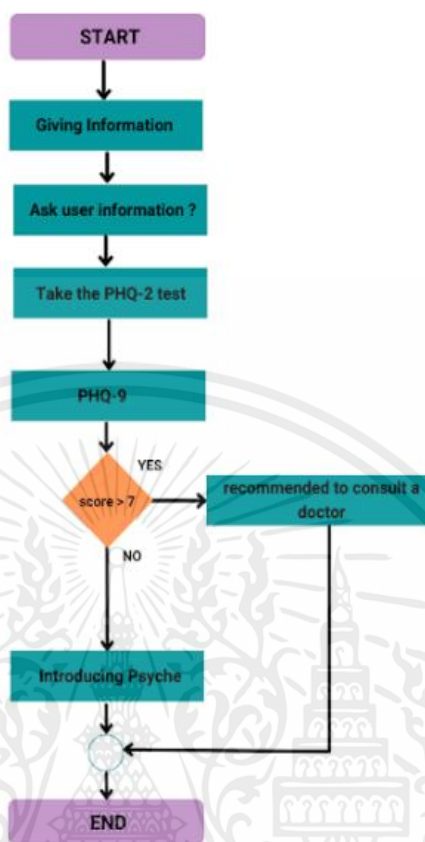 START
Giving Information
Ask user information ?
Take the PHQ-2 test
PHQ-9
YES
score > 7
recommended to consult a
doctor
NO
Introducing Psyche
END